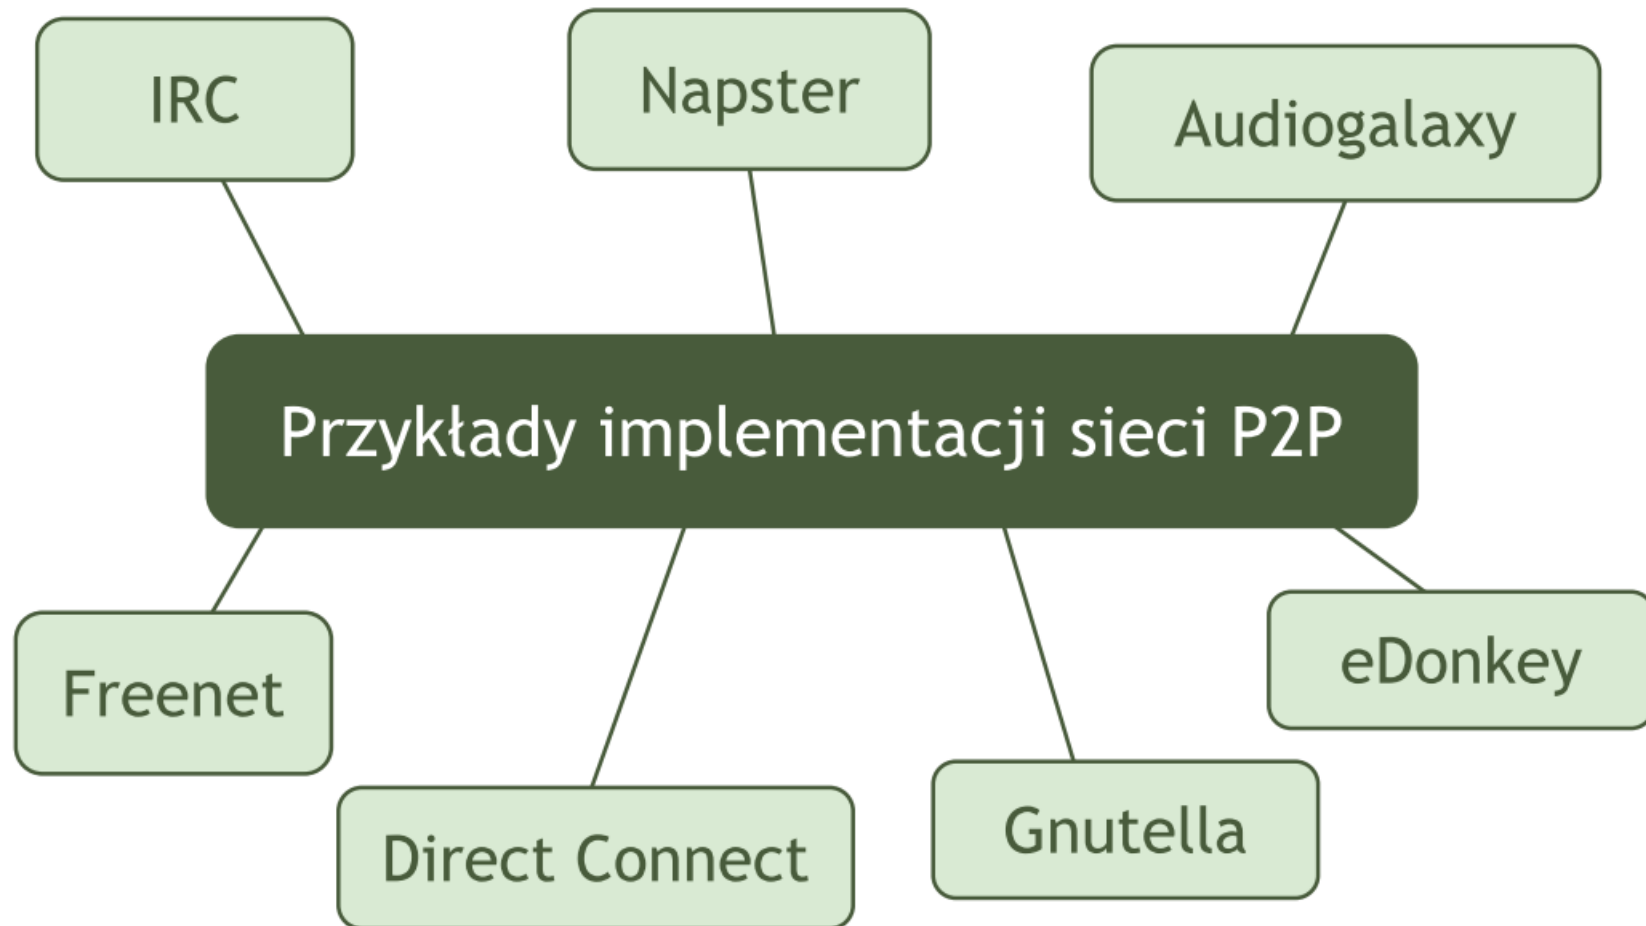 IRC
Napster
Audiogalaxy
Przykłady implementacji sieci P2P
Freenet
eDonkey
Direct Connect
Gnutella